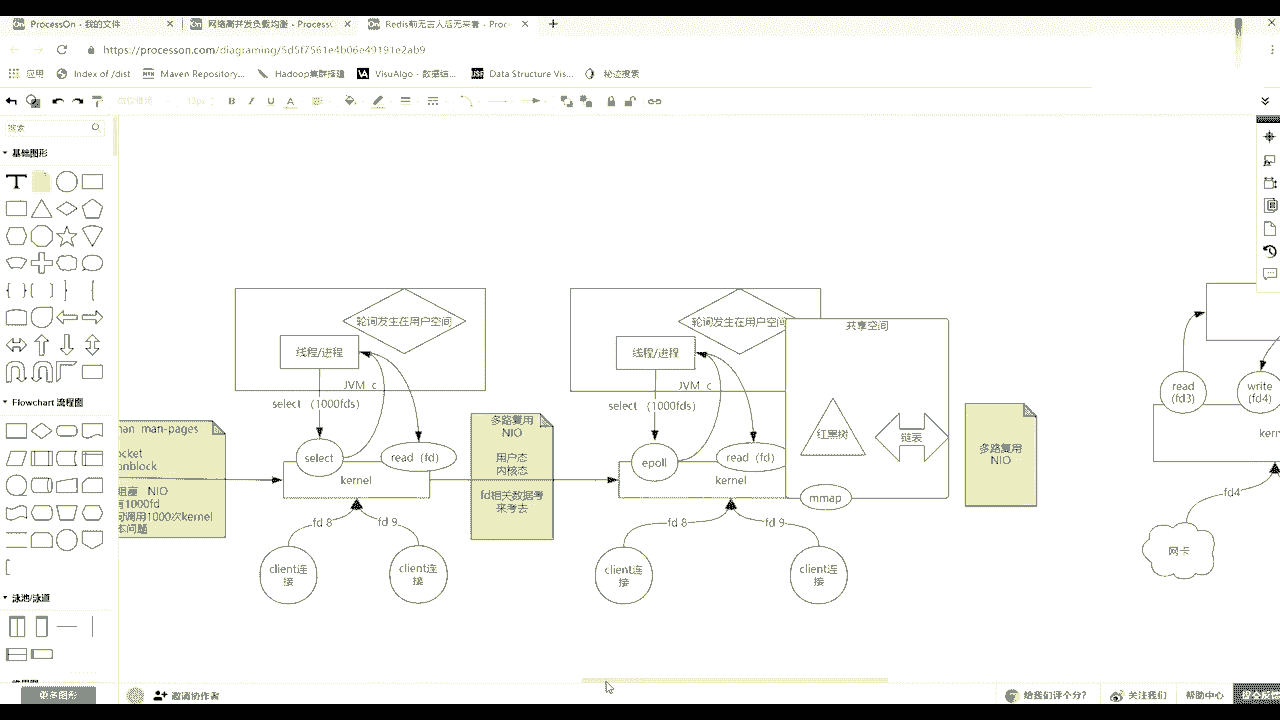 ProcessOn - 我的文件
网络高并发负载均衡 - Process
Redis前无古人后无来者 - Proc
https://processon.com/diagraming/5d5f7561e4b06e49191e2ab9
应用
Index of /dist
Maven Repository...
Hadoop集群搭建
VisuAlgo - 数据结...
Data Structure Vis...
秘迹搜索
13px
B
I
U
A
搜索
基础图形
T
Flowchart 流程图
泳池/泳道
更多图形
邀请协作者
给我们评个分?
关注我们
帮助中心
man man-pages
ocket
onblock
NIO
有1000fd
调用1000次kernel
本问题
轮词发生在用户空间
线程/进程
JVM c
select （1000fds）
select
read（fd）
kernel
fd 8
fd 9
client连
接
client连
接
多路复用
NIO
用户态
内核态
fd相关数据考
来考去
轮词发生在用户空间
线程/进程
JVM c
select （1000fds）
epoll
read（fd）
kernel
fd 8
fd 9
client连
接
client连
接
共享空间
红黑树
链表
mmap
多路复用
NIO
read
(fd3)
write
(fd4)
kern
fd4
网卡